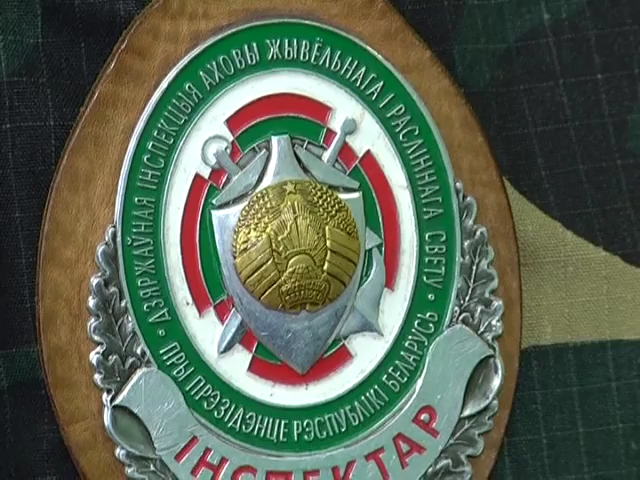 ДЗЯРЖАЎНАЯ ІНСПЕКЦЫЯ АХОВЫ ЖЫВЁЛЬНАГА І РАСЛІННАГА СВЕТУ
ПРЫ ПРЭЗІДЭНЦЕ РЭСПУБЛІКІ БЕЛАРУСЬ
ІНСПЕКТАР